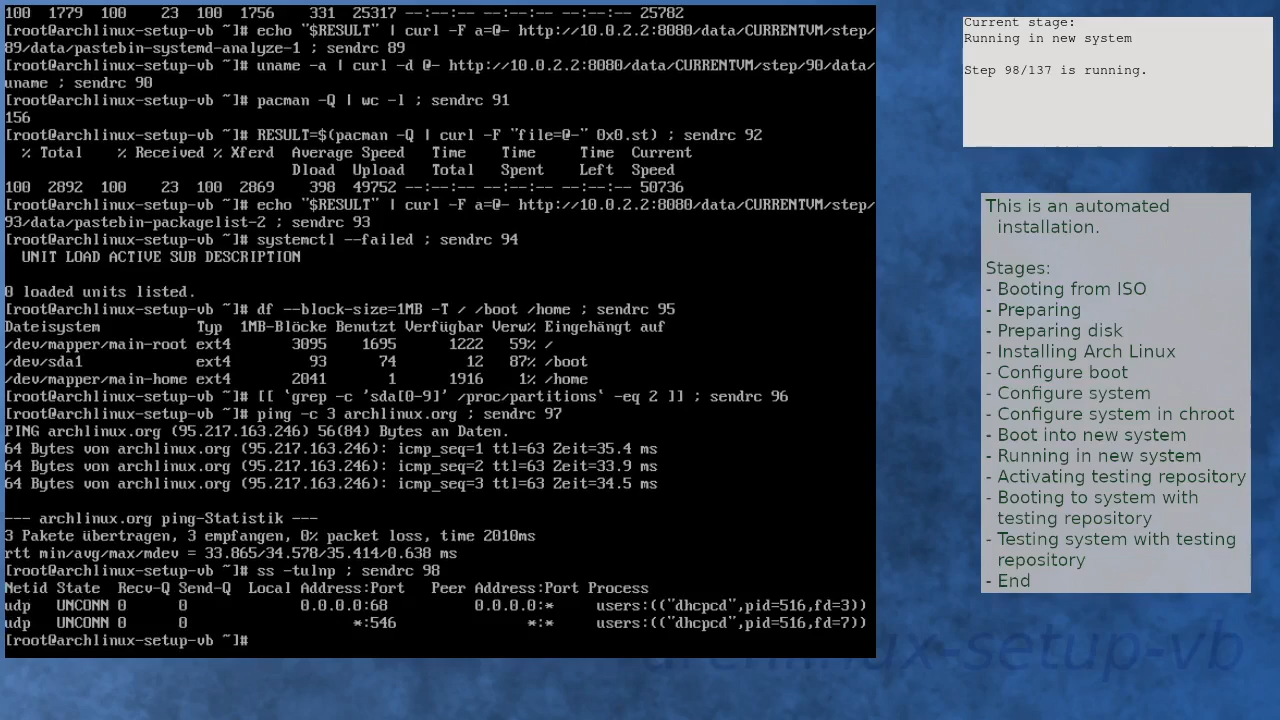 100  1779  100    23  100  1756    331  25317 --:--:-- --:--:-- --:--:-- 25782
[root@archlinux-setup-vb ~]# echo "$RESULT" | curl -F a=@- http://10.0.2.2:8080/data/CURRENTVM/step/
89/data/pastebin-systemd-analyze-1 ; sendrc 89
[root@archlinux-setup-vb ~]# uname -a | curl -d @- http://10.0.2.2:8080/data/CURRENTVM/step/90/data/
uname ; sendrc 90
[root@archlinux-setup-vb ~]# pacman -Q | wc -l ; sendrc 91
156
[root@archlinux-setup-vb ~]# RESULT=$(pacman -Q | curl -F "file=@-" 0x0.st) ; sendrc 92
  % Total    % Received % Xferd  Average Speed   Time    Time     Time  Current
                                 Dload  Upload   Total   Spent    Left  Speed
100  2892  100    23  100  2869    398  49752 --:--:-- --:--:-- --:--:-- 50736
[root@archlinux-setup-vb ~]# echo "$RESULT" | curl -F a=@- http://10.0.2.2:8080/data/CURRENTVM/step/
93/data/pastebin-packagelist-2 ; sendrc 93
[root@archlinux-setup-vb ~]# systemctl --failed ; sendrc 94
  UNIT LOAD ACTIVE SUB DESCRIPTION
0 loaded units listed.
[root@archlinux-setup-vb ~]# df --block-size=1MB -T / /boot /home ; sendrc 95
Dateisystem           Typ  1MB-Blöcke Benutzt Verfügbar Verw% Eingehängt auf
/dev/mapper/main-root ext4       3095    1695      1222   59% /
/dev/sda1             ext4         93      74        12   87% /boot
/dev/mapper/main-home ext4       2041       1      1916    1% /home
[root@archlinux-setup-vb ~]# [[ `grep -c 'sda[0-9]' /proc/partitions` -eq 2 ]] ; sendrc 96
[root@archlinux-setup-vb ~]# ping -c 3 archlinux.org ; sendrc 97
PING archlinux.org (95.217.163.246) 56(84) Bytes an Daten.
64 Bytes von archlinux.org (95.217.163.246): icmp_seq=1 ttl=63 Zeit=35.4 ms
64 Bytes von archlinux.org (95.217.163.246): icmp_seq=2 ttl=63 Zeit=33.9 ms
64 Bytes von archlinux.org (95.217.163.246): icmp_seq=3 ttl=63 Zeit=34.5 ms
--- archlinux.org ping-Statistik ---
3 Pakete übertragen, 3 empfangen, 0% packet loss, time 2010ms
rtt min/avg/max/mdev = 33.865/34.578/35.414/0.638 ms
[root@archlinux-setup-vb ~]# ss -tulnp ; sendrc 98
Netid State  Recv-Q Send-Q  Local Address:Port   Peer Address:Port Process
udp   UNCONN 0      0             0.0.0.0:68          0.0.0.0:*     users:(("dhcpcd",pid=516,fd=3))
udp   UNCONN 0      0                   *:546               *:*     users:(("dhcpcd",pid=516,fd=7))
[root@archlinux-setup-vb ~]#
Current stage:
Running in new system
Step 98/137 is running.
This is an automated
installation.
Stages:
- Booting from ISO
- Preparing
- Preparing disk
- Installing Arch Linux
- Configure boot
- Configure system
- Configure system in chroot
- Boot into new system
- Running in new system
- Activating testing repository
- Booting to system with
testing repository
- Testing system with testing
repository
- End
archlinux-setup-vb